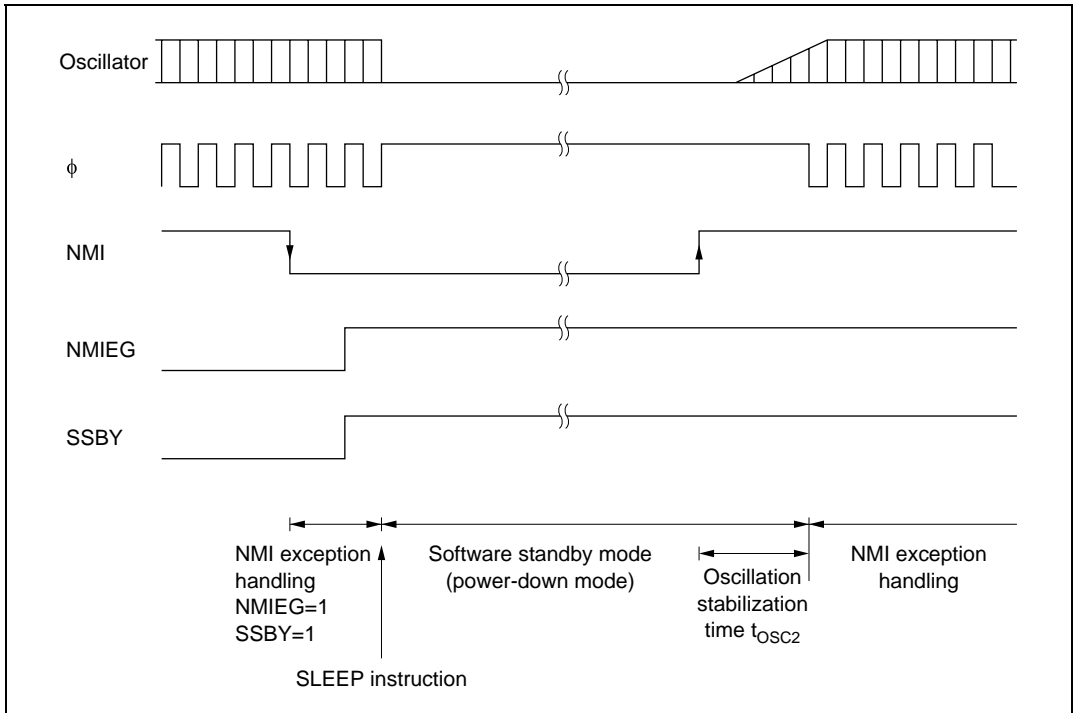 Oscillator
ϕ
NMI
NMIEG
SSBY
NMI exception
handling
NMIEG=1
SSBY=1
Software standby mode
(power-down mode)
Oscillation
stabilization
time tOSC2
NMI exception
handling
SLEEP instruction